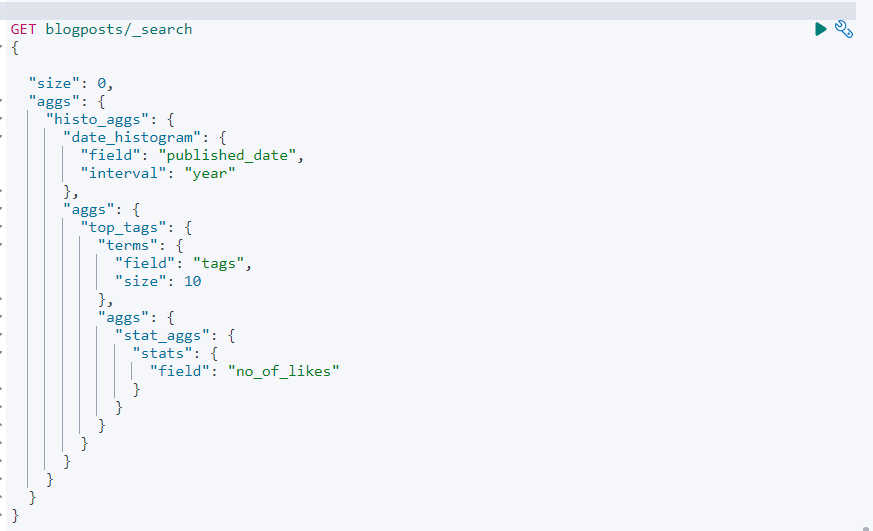 GET blogposts/_search
{
"size": 0,
"aggs": {
"histo_aggs": {
"date_histogram": {
"field": "published_date",
"interval": "year"
},
"aggs": {
"top_tags": {
"terms": {
"field": "tags",
"size": 10
},
"aggs": {
"stat_aggs": {
"stats": {
"field": "no_of_likes"
}
}
}
}
}
}
}
}